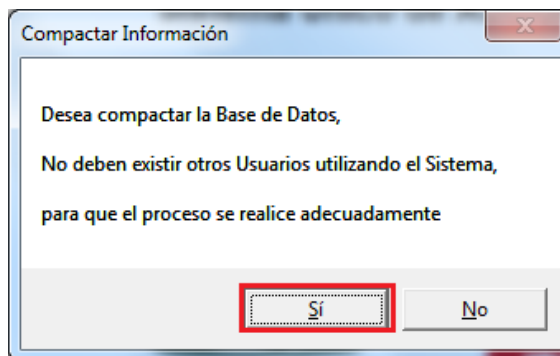 Compactar Información
Desea compactar la Base de Datos,
No deben existir otros Usuarios utilizando el Sistema,
para que el proceso se realice adecuadamente
Sí
No